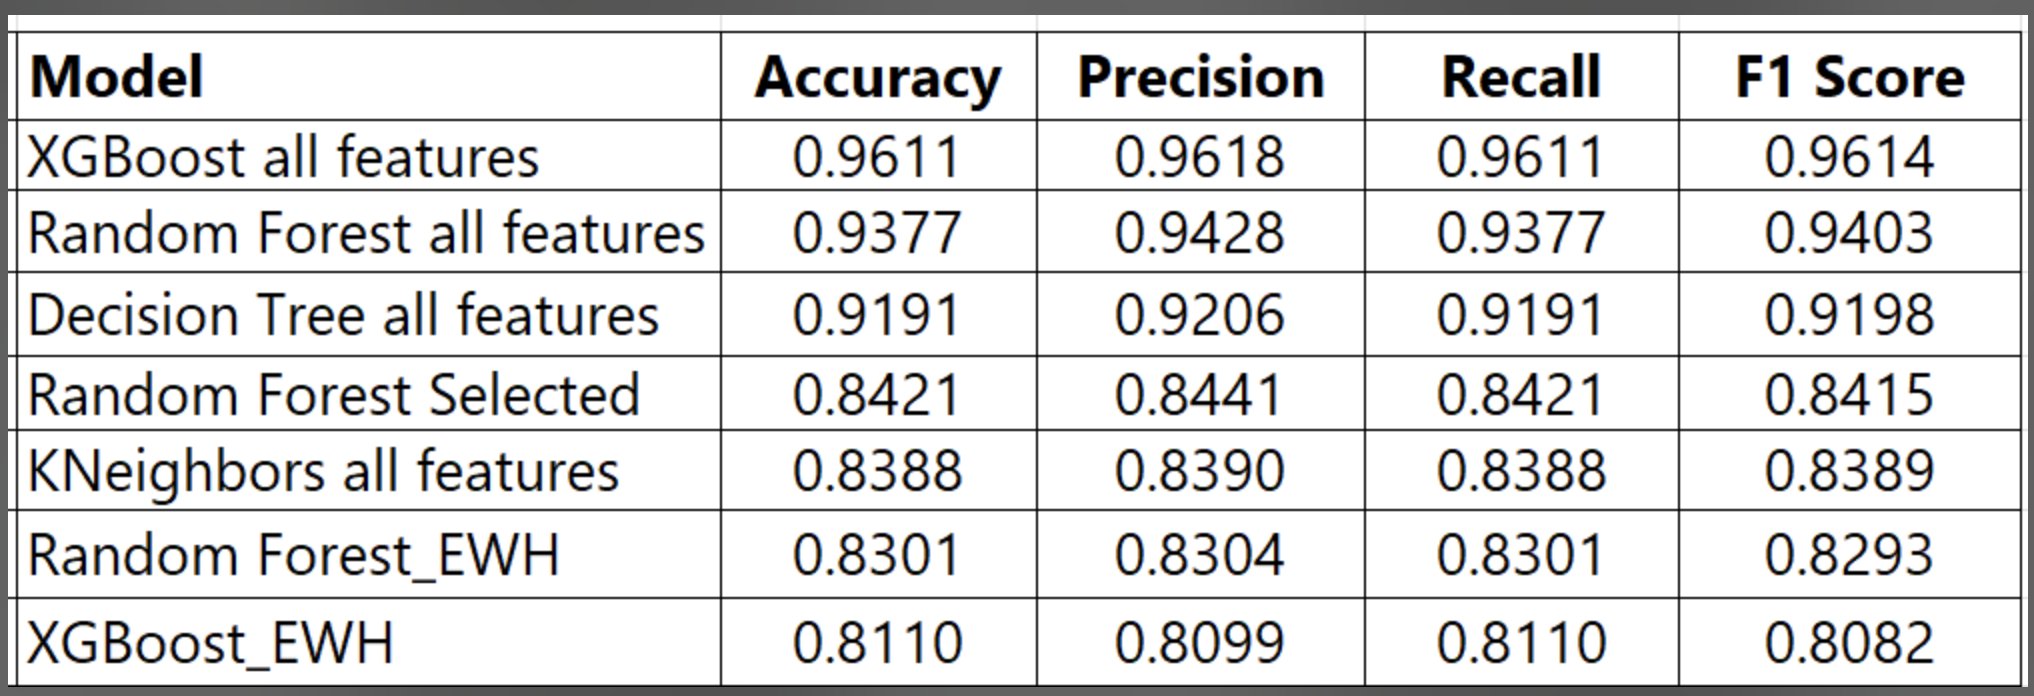 Model Accuracy Precision Recall F1 Score
XGBoost all features 0.9611 0.9618 0.9611 0.9614
Random Forest all features 0.9377 0.9428 0.9377 0.9403
Decision Tree all features 0.9191 0.9206 0.9191 0.9198
Random Forest Selected 0.8421 0.8441 0.8421 0.8415
KNeighbors all features 0.8388 0.8390 0.8388 0.8389
Random Forest_EWH 0.8301 0.8304 0.8301 0.8293
XGBoost_EWH 0.8110 0.8099 0.8110 0.8082